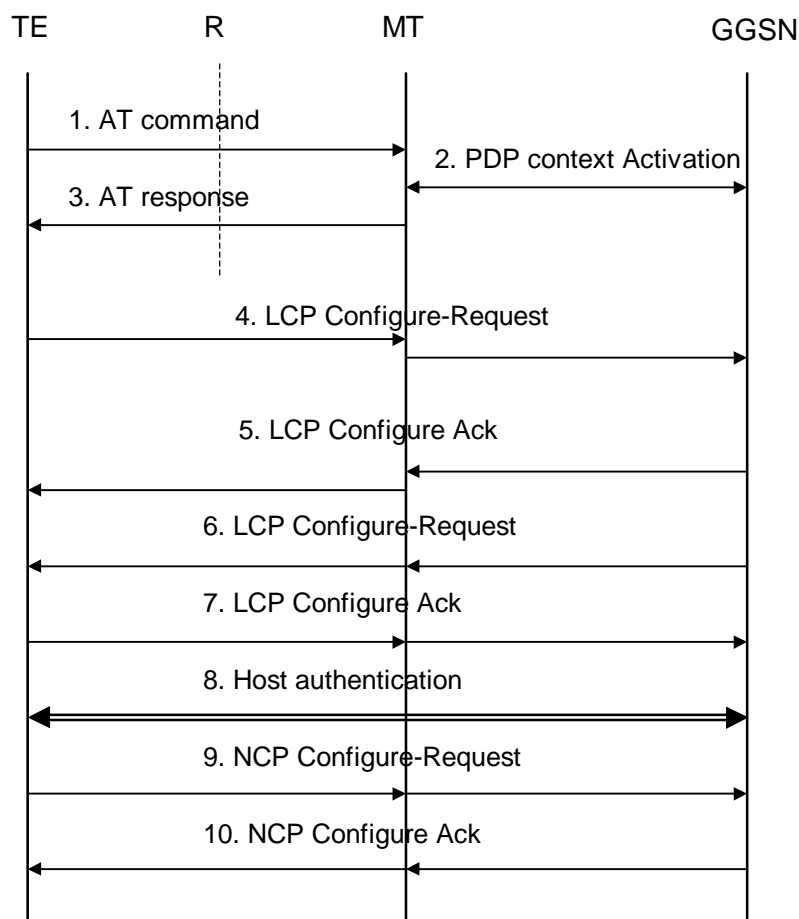 TE R MT GGSN
1. AT command
2. PDP context Activation
3. AT response
4. LCP Configure-Request
5. LCP Configure Ack
6. LCP Configure-Request
7. LCP Configure Ack
8. Host authentication
9. NCP Configure-Request
10. NCP Configure Ack